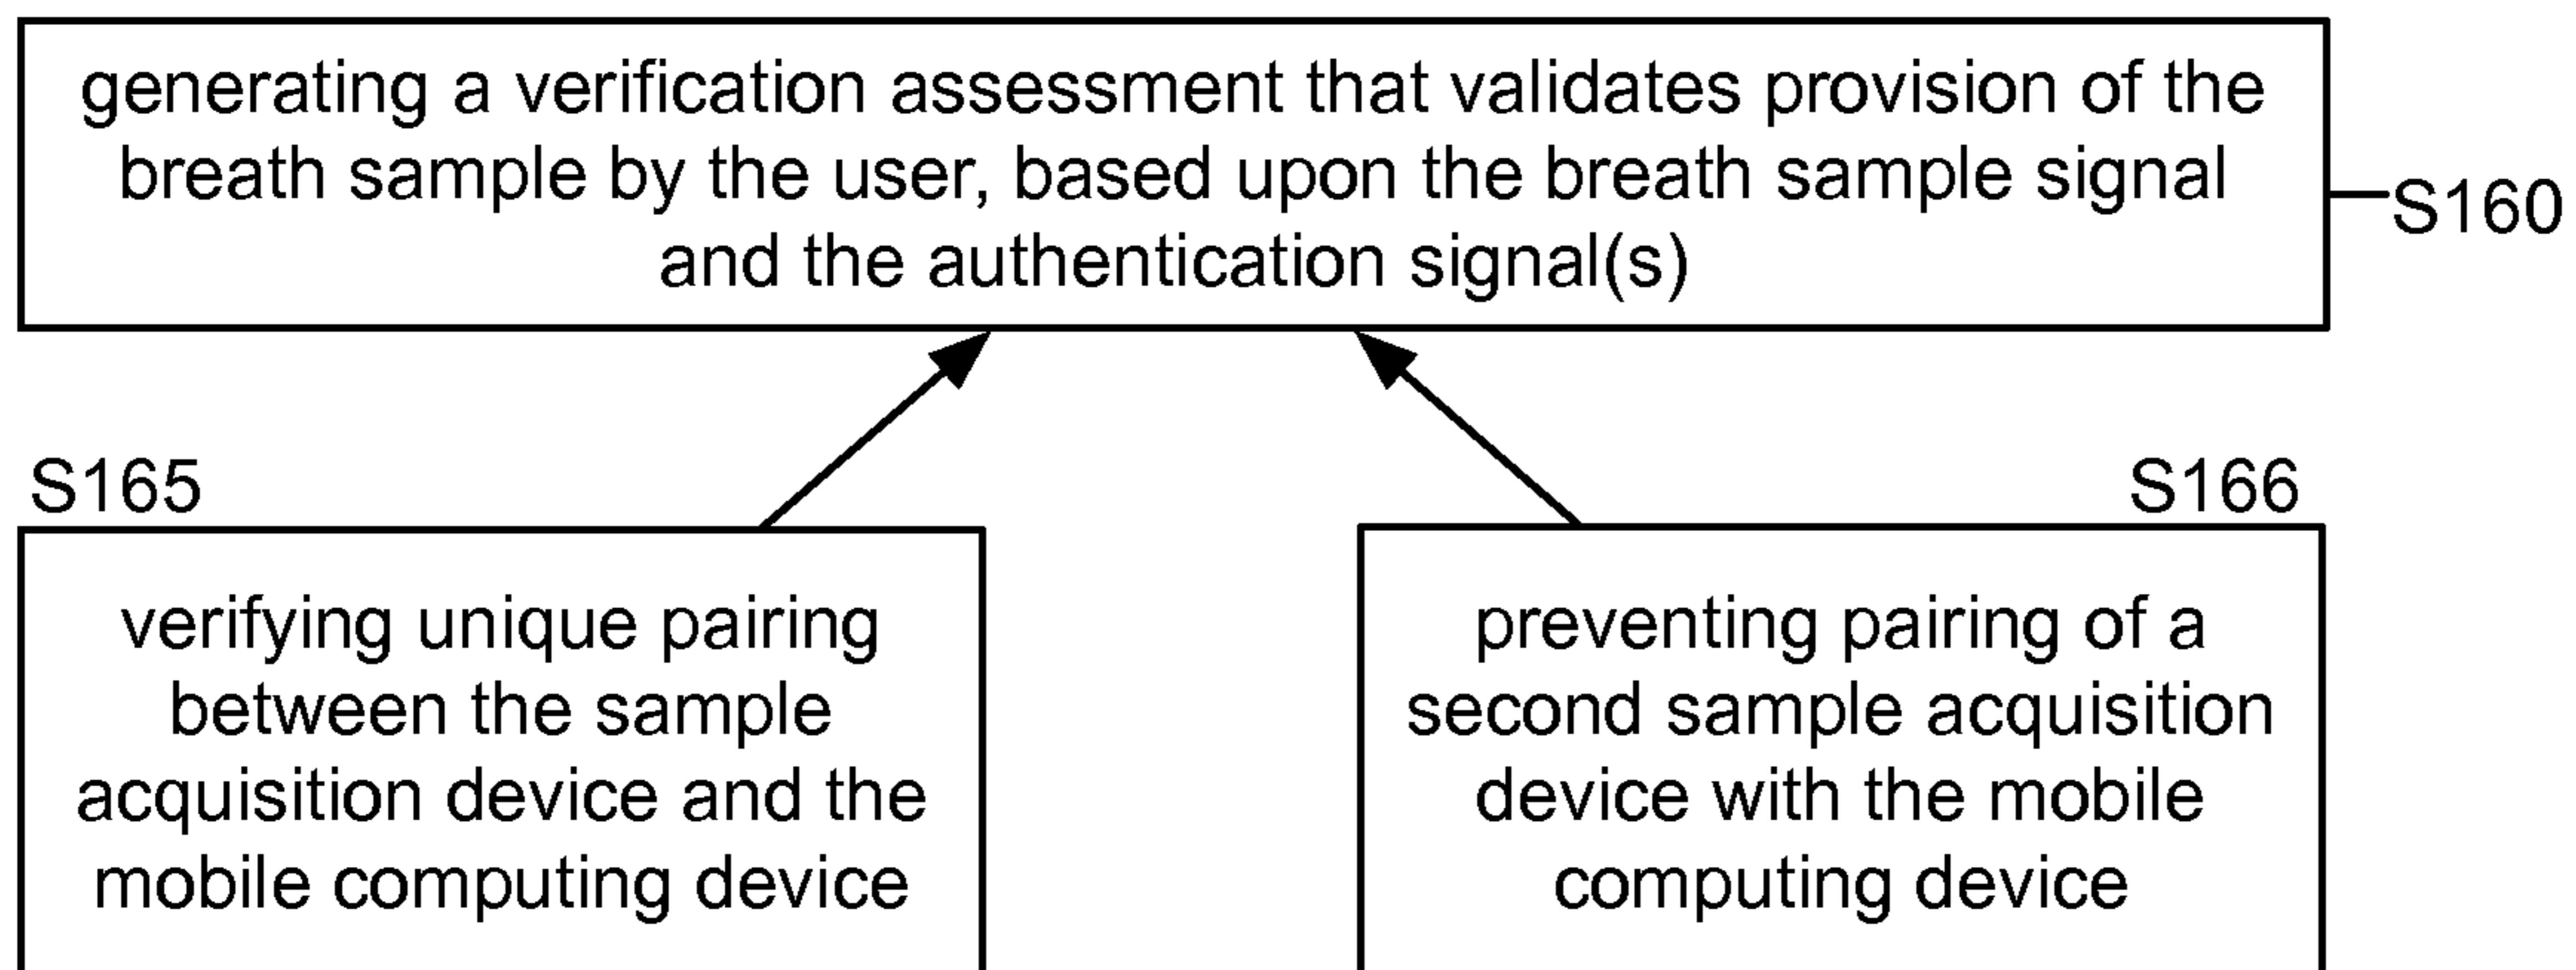 generating a verification assessment that validates provision of the
breath sample by the user, based upon the breath sample signal
and the authentication signal(s)
S160
S165
verifying unique pairing
between the sample
acquisition device and the
mobile computing device
S166
preventing pairing of a
second sample acquisition
device with the mobile
computing device